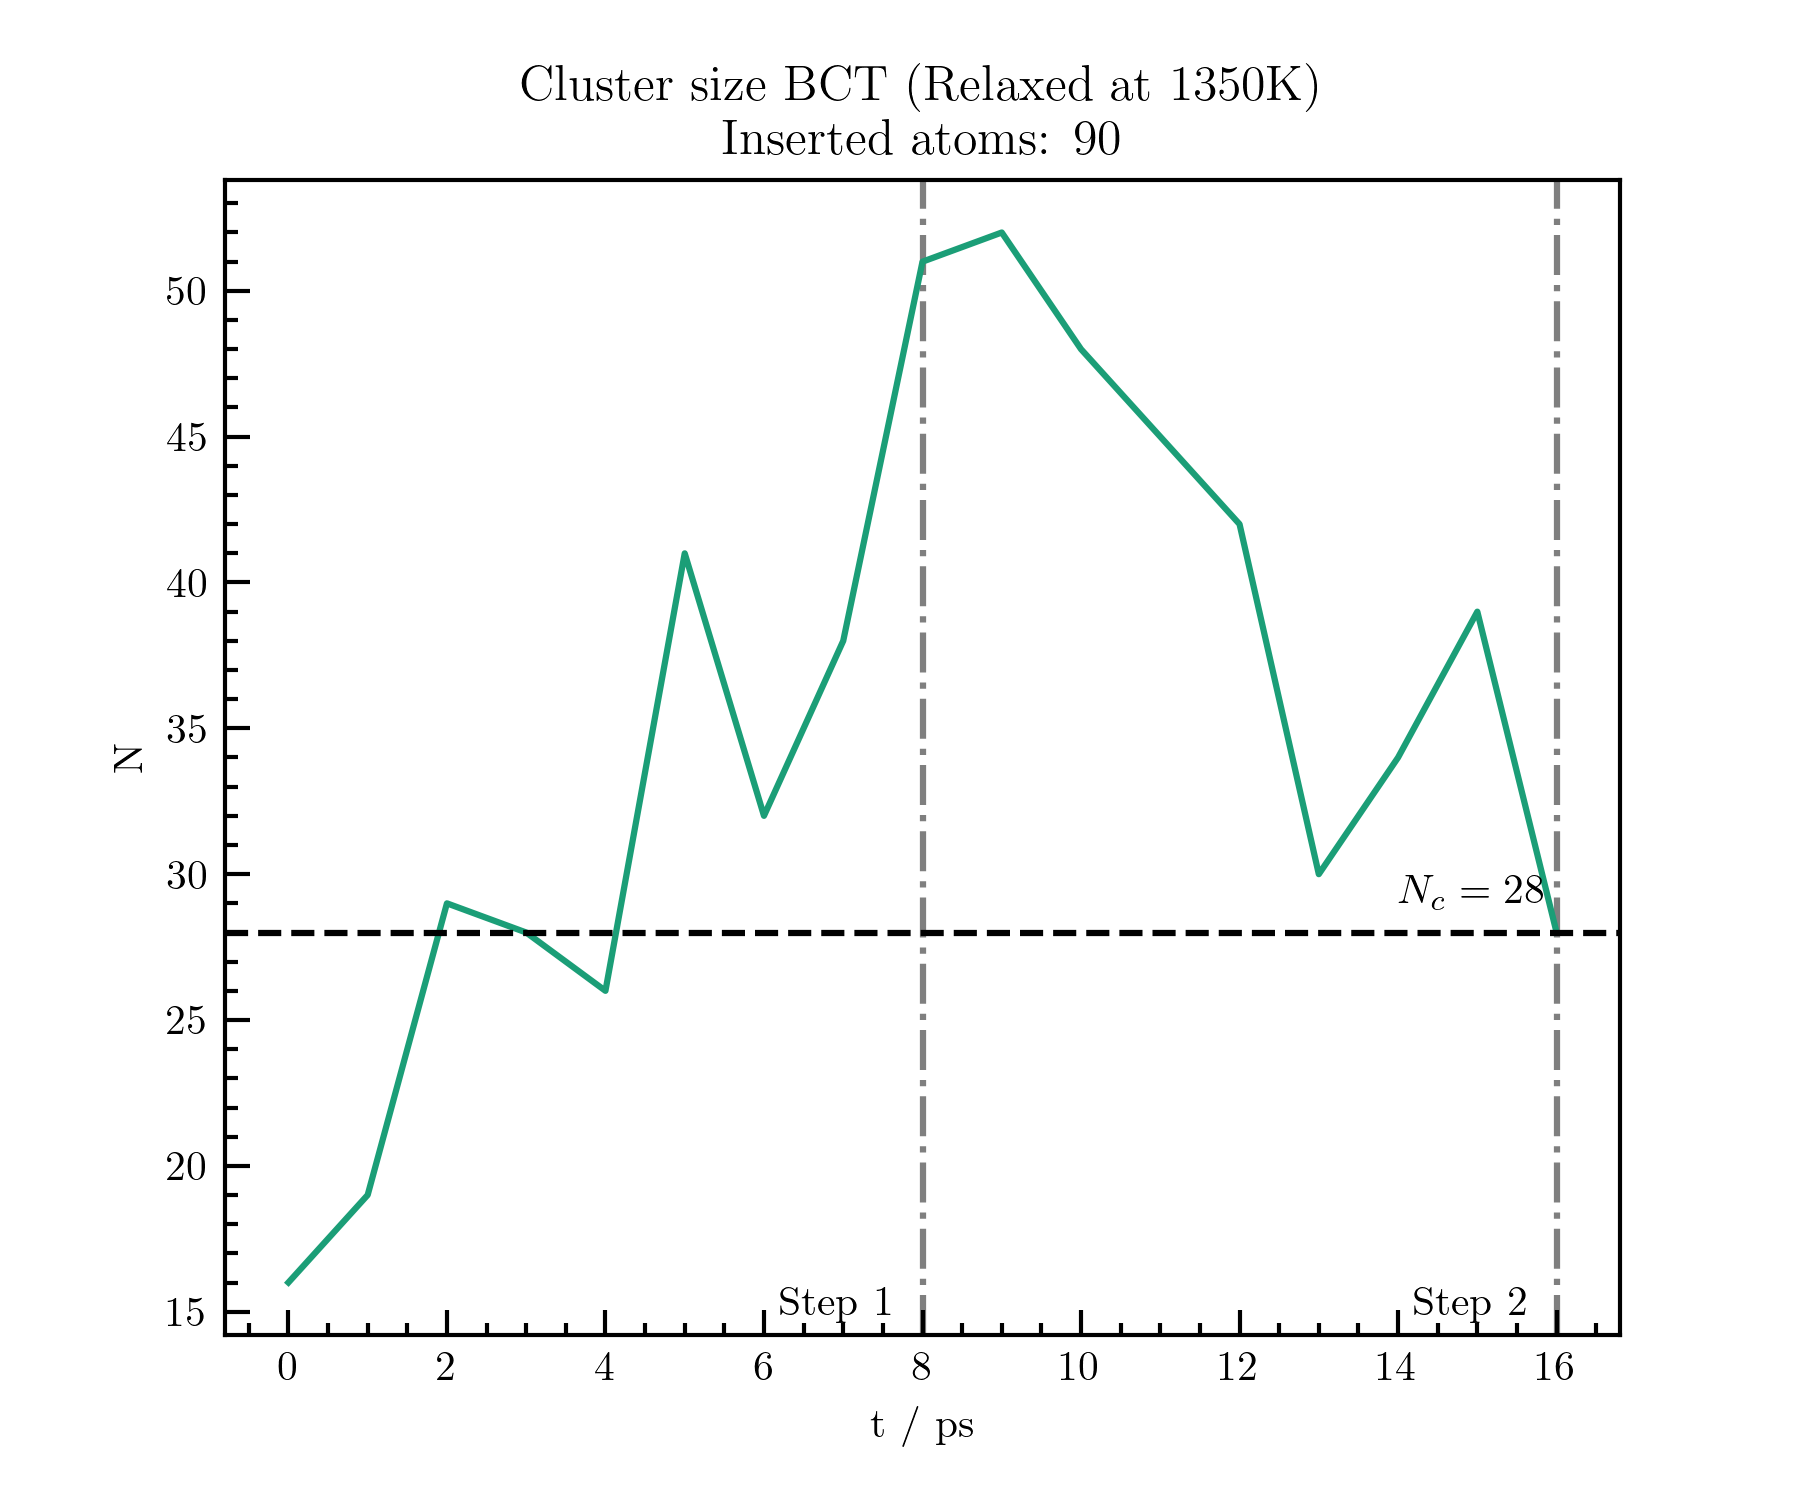 Cluster size BCT (Relaxed at 1350K)
Inserted atoms: 90
50
45
40
35
30
25
20
15
N
N_c = 28
Step 1
Step 2
0 2 4 6 8 10 12 14 16
t / ps